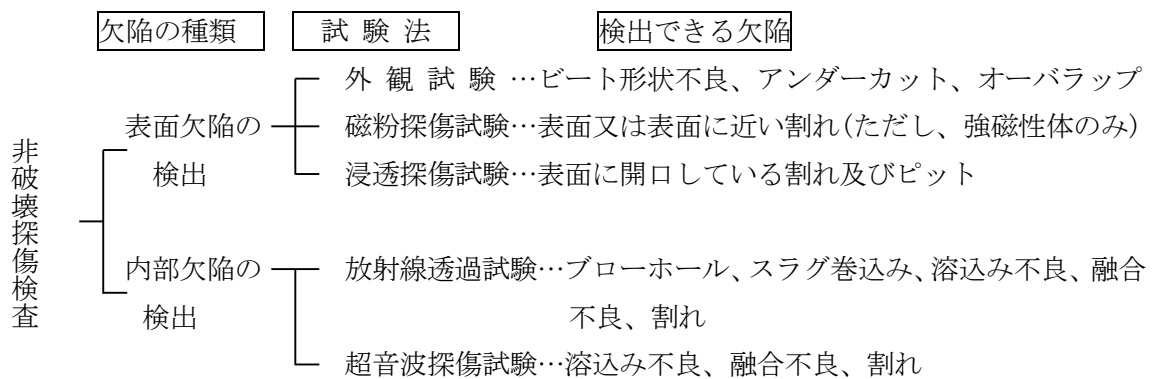 欠陥の種類 試 験 法 検出できる欠陥
外 観 試 験 …ビート形状不良、アンダーカット、オーバラップ
表面欠陥の 磁粉探傷試験…表面又は表面に近い割れ(ただし、強磁性体のみ)
検出 浸透探傷試験…表面に開口している割れ及びピット
非破壊探傷検査
内部欠陥の 放射線透過試験…ブローホール、スラグ巻込み、溶込み不良、融合
検出 不良、割れ
超音波探傷試験…溶込み不良、融合不良、割れ